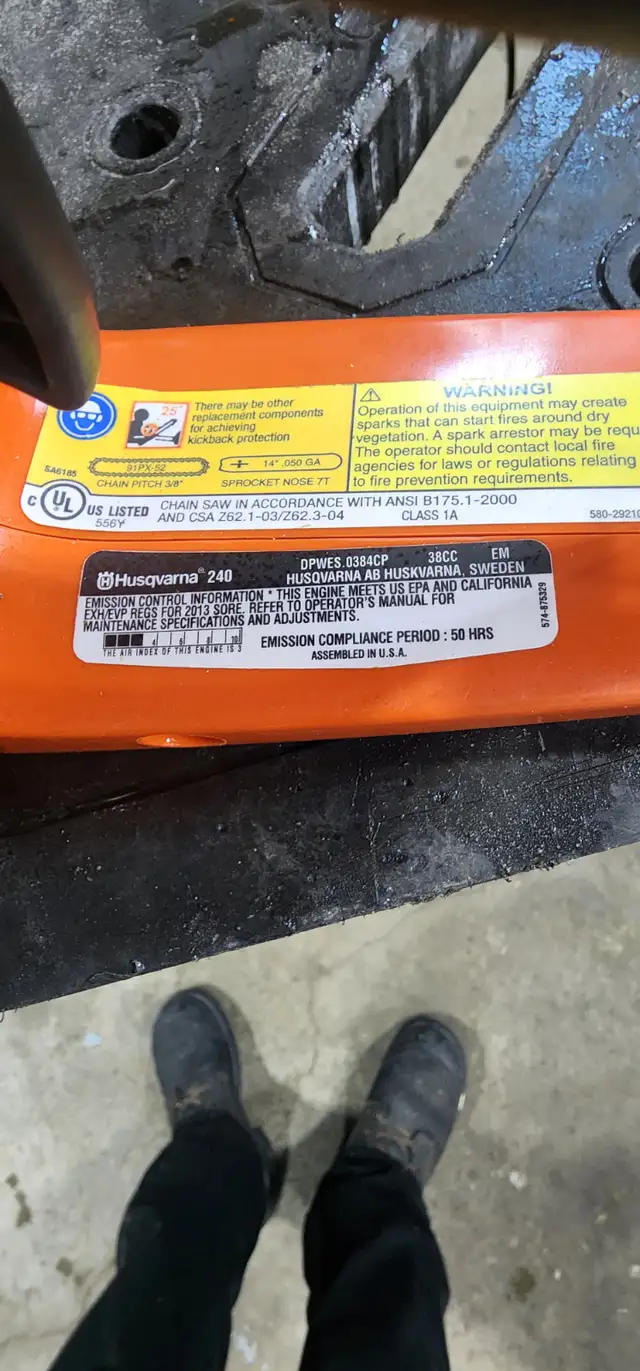 25°
There may be other
replacement components
for achieving
kickback protection
91PX-52
CHAIN PITCH 3/8"
14" .050 GA
SPROCKET NOSE 7T
SA6185
WARNING!
Operation of this equipment may create
sparks that can start fires around dry
vegetation. A spark arrestor may be requ
The operator should contact local fire
agencies for laws or regulations relating
to fire prevention requirements.
C UL US LISTED
556Y
CHAIN SAW IN ACCORDANCE WITH ANSI B175.1-2000
AND CSA Z62.1-03/Z62.3-04 CLASS 1A
580-29210
Husqvarna® 240 DPWES.0384CP 38CC EM
HUSQVARNA AB HUSKVARNA, SWEDEN
EMISSION CONTROL INFORMATION * THIS ENGINE MEETS US EPA AND CALIFORNIA
EXH/EVP REGS FOR 2013 SORE. REFER TO OPERATOR'S MANUAL FOR
MAINTENANCE SPECIFICATIONS AND ADJUSTMENTS.
4 6 8 10
THE AIR INDEX OF THIS ENGINE IS 3
EMISSION COMPLIANCE PERIOD : 50 HRS
ASSEMBLED IN U.S.A.
574-875329